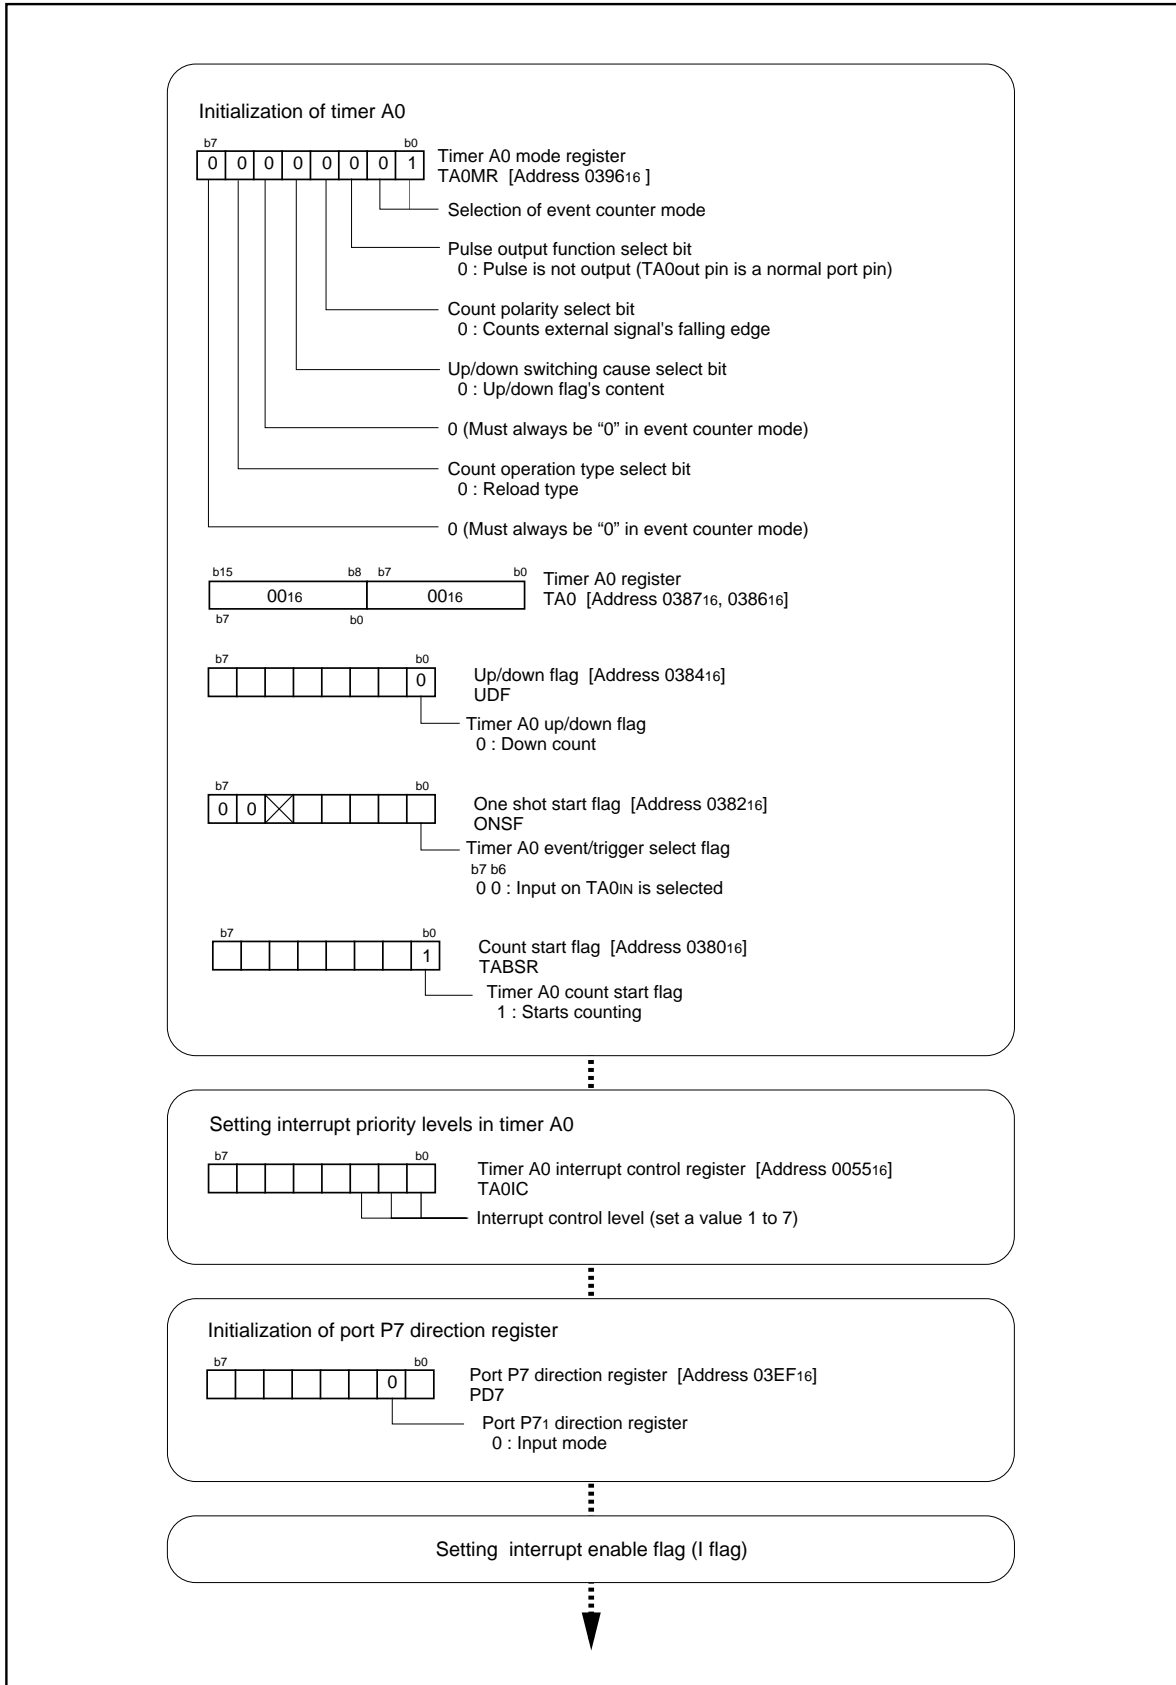 Initialization of timer A0
b7 b0
0 0 0 0 0 0 0 1
Timer A0 mode register
TA0MR [Address 039616 ]
Selection of event counter mode
Pulse output function select bit
0 : Pulse is not output (TA0out pin is a normal port pin)
Count polarity select bit
0 : Counts external signal's falling edge
Up/down switching cause select bit
0 : Up/down flag's content
0 (Must always be “0” in event counter mode)
Count operation type select bit
0 : Reload type
0 (Must always be “0” in event counter mode)
b15 b8 b7 b0
0016 0016
b7 b0
Timer A0 register
TA0 [Address 038716, 038616]
b7 b0
0
Up/down flag [Address 038416]
UDF
Timer A0 up/down flag
0 : Down count
b7 b0
0 0
One shot start flag [Address 038216]
ONSF
Timer A0 event/trigger select flag
b7 b6
0 0 : Input on TA0IN is selected
b7 b0
1
Count start flag [Address 038016]
TABSR
Timer A0 count start flag
1 : Starts counting
Setting interrupt priority levels in timer A0
b7 b0
Timer A0 interrupt control register [Address 005516]
TA0IC
Interrupt control level (set a value 1 to 7)
Initialization of port P7 direction register
b7 b0
0
Port P7 direction register [Address 03EF16]
PD7
Port P71 direction register
0 : Input mode
Setting interrupt enable flag (I flag)